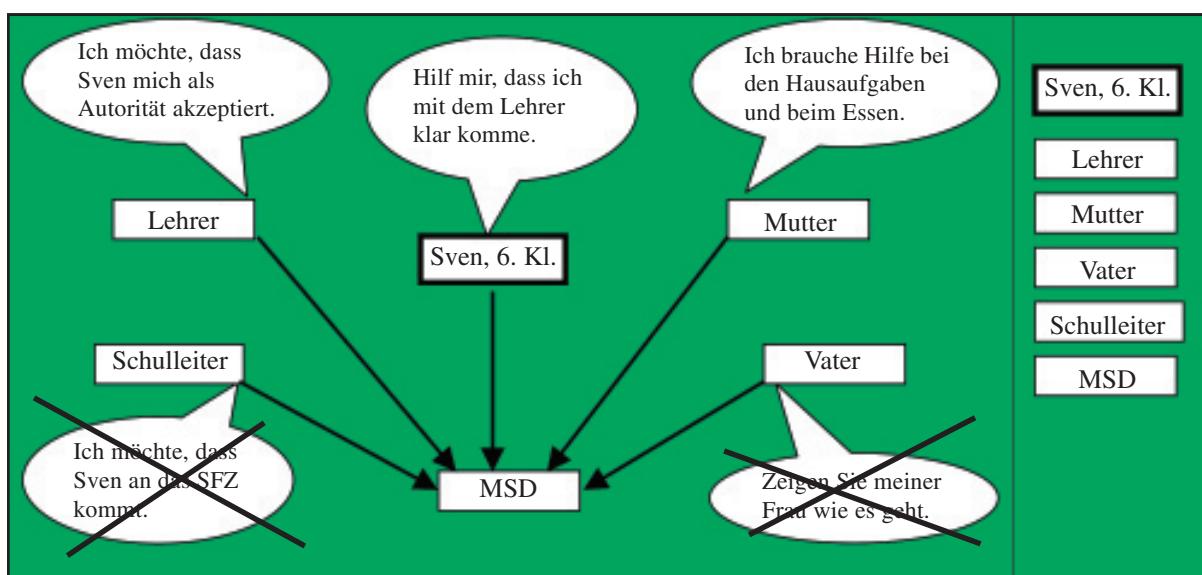 Ich möchte, dass
Sven mich als
Autorität akzeptiert.
Hilf mir, dass ich
mit dem Lehrer
klar komme.
Ich brauche Hilfe bei
den Hausaufgaben
und beim Essen.
Lehrer
Sven, 6. Kl.
Mutter
Schulleiter
Vater
Ich möchte, dass
Sven an das SFZ
kommt.
MSD
Zeigen Sie meiner
Frau wie es geht.
Sven, 6. Kl.
Lehrer
Mutter
Vater
Schulleiter
MSD